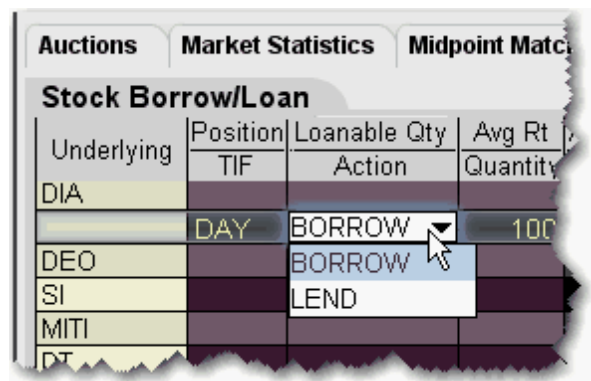 Auctions Market Statistics Midpoint Matc
Stock Borrow/Loan
Underlying Position Loanable Qty Avg Rt
TIF Action Quantity
DIA
DAY BORROW 100
DEO BORROW
SI LEND
MITI